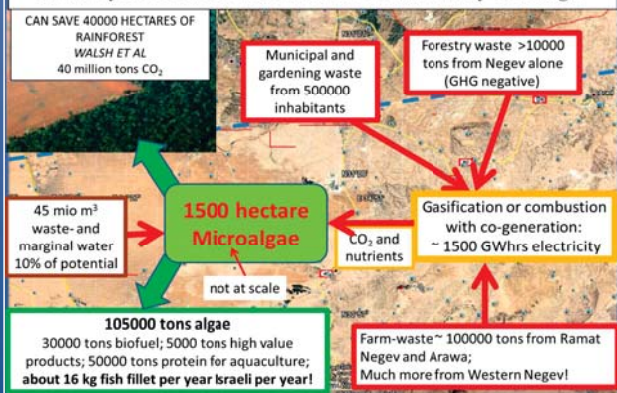 CAN SAVE 40000 HECTARES OF
RAINFOREST
WALSH ET AL
40 million tons CO₂
Municipal and
gardening waste
from 500000
inhabitants
Forestry waste >10000
tons from Negev alone
(GHG negative)
45 mio m³
waste- and
marginal water
10% of potential
1500 hectare
Microalgae
not at scale
CO₂ and
nutrients
Gasification or combustion
with co-generation:
~ 1500 GWhrs electricity
105000 tons algae
30000 tons biofuel; 5000 tons high value
products; 50000 tons protein for aquaculture;
about 16 kg fish fillet per year Israeli per year!
Farm-waste~ 100000 tons from Ramat
Negev and Arawa;
Much more from Western Negev!